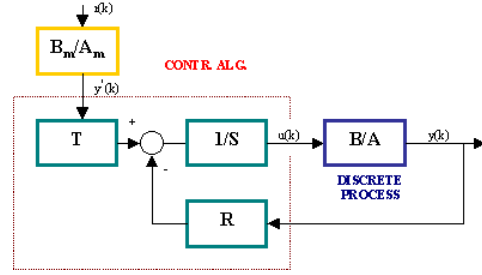 r(k)
Bm/Am
CONTR. ALG.
y*(k)
+
T
1/S
u(k)
B/A
y(k)
-
DISCRETE
PROCESS
R